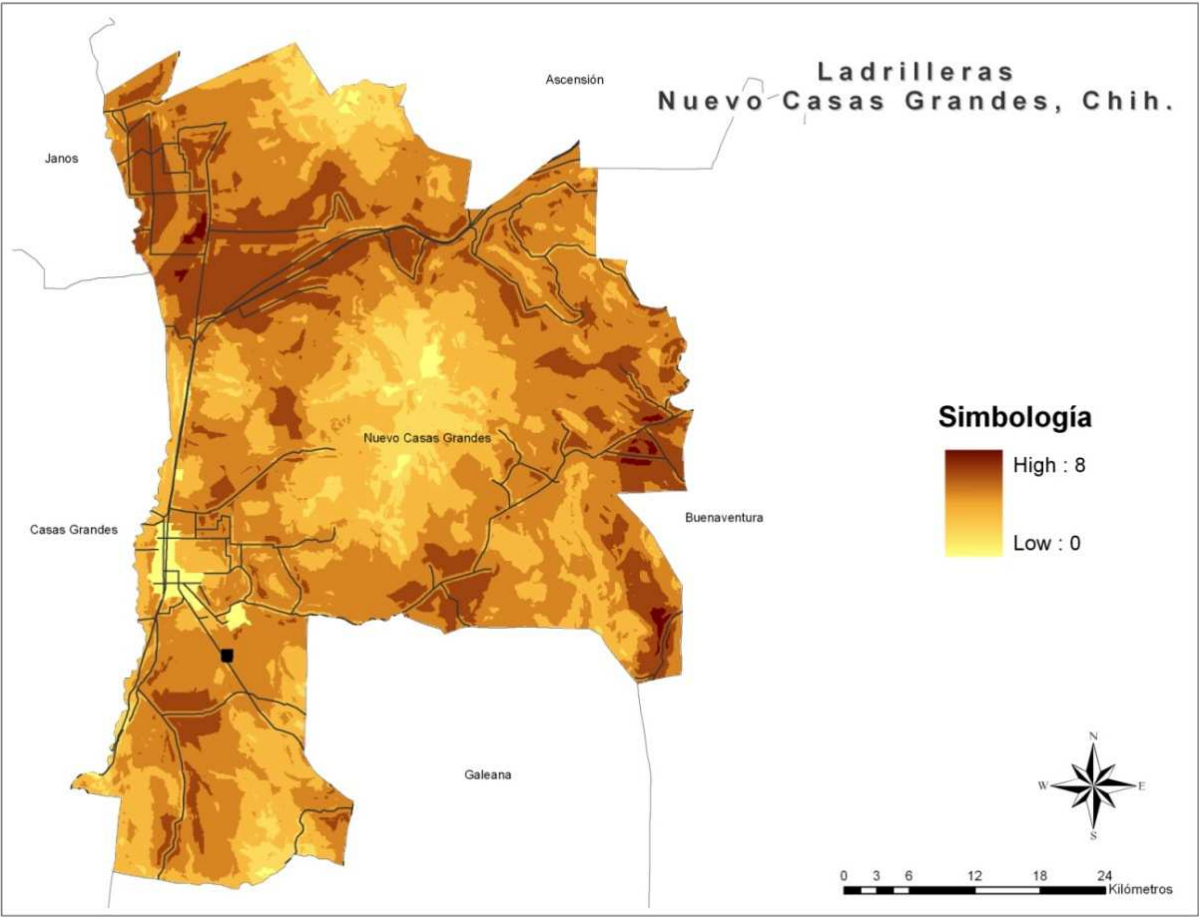 Ladrilleras
Nuevo Casas Grandes, Chih.
Ascensión
Janos
Nuevo Casas Grandes
Casas Grandes
Buenaventura
Galeana
Simbología
High : 8
Low : 0
N
W E
S
0 3 6 12 18 24
Kilómetros